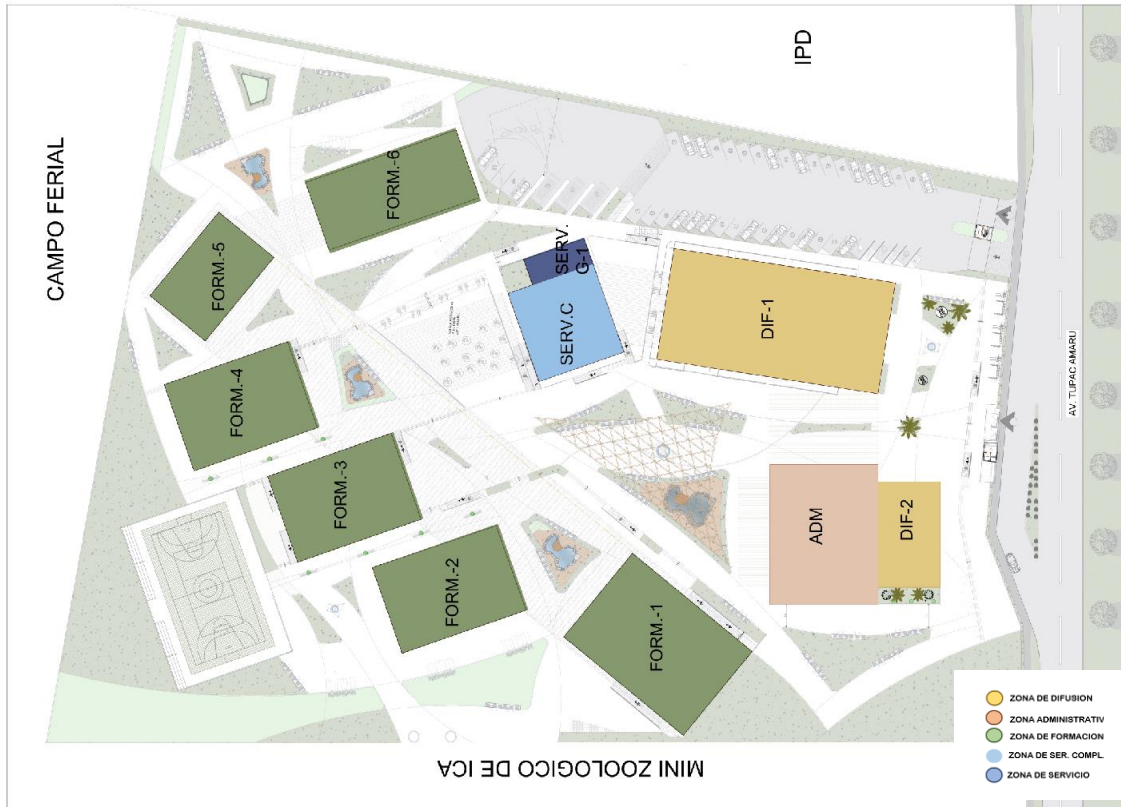 IPD
CAMPO FERIAL
FORM.-6
FORM.-5
SERV.
G-1
SERV.C
DIF-1
FORM.-4
FORM.-3
FORM.-2
FORM.-1
ADM
DIF-2
AV. TUPAC AMARU
MINI ZOOLOGICO DE ICA
ZONA DE DIFUSION
ZONA ADMINISTRATIV
ZONA DE FORMACION
ZONA DE SER. COMPL.
ZONA DE SERVICIO